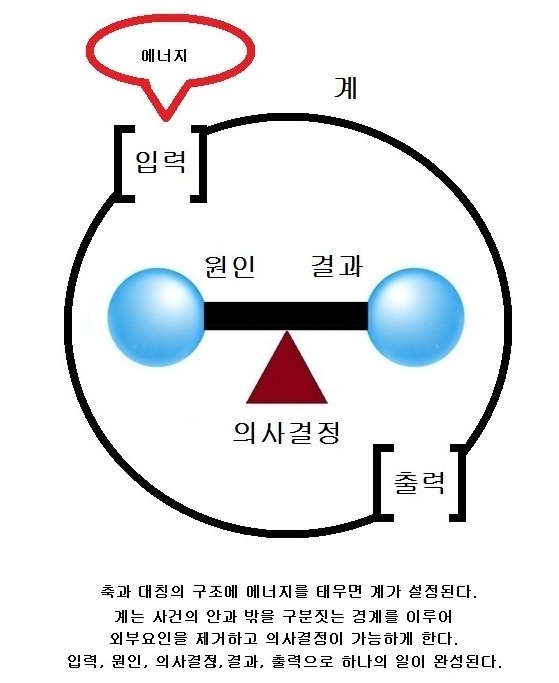 에너지
계
입력
원인
결과
의사결정
출력
축과 대칭의 구조에 에너지를 태우면 계가 설정된다.
계는 사건의 안과 밖을 구분짓는 경계를 이루어
외부요인을 제거하고 의사결정이 가능하게 한다.
입력, 원인, 의사결정, 결과, 출력으로 하나의 일이 완성된다.